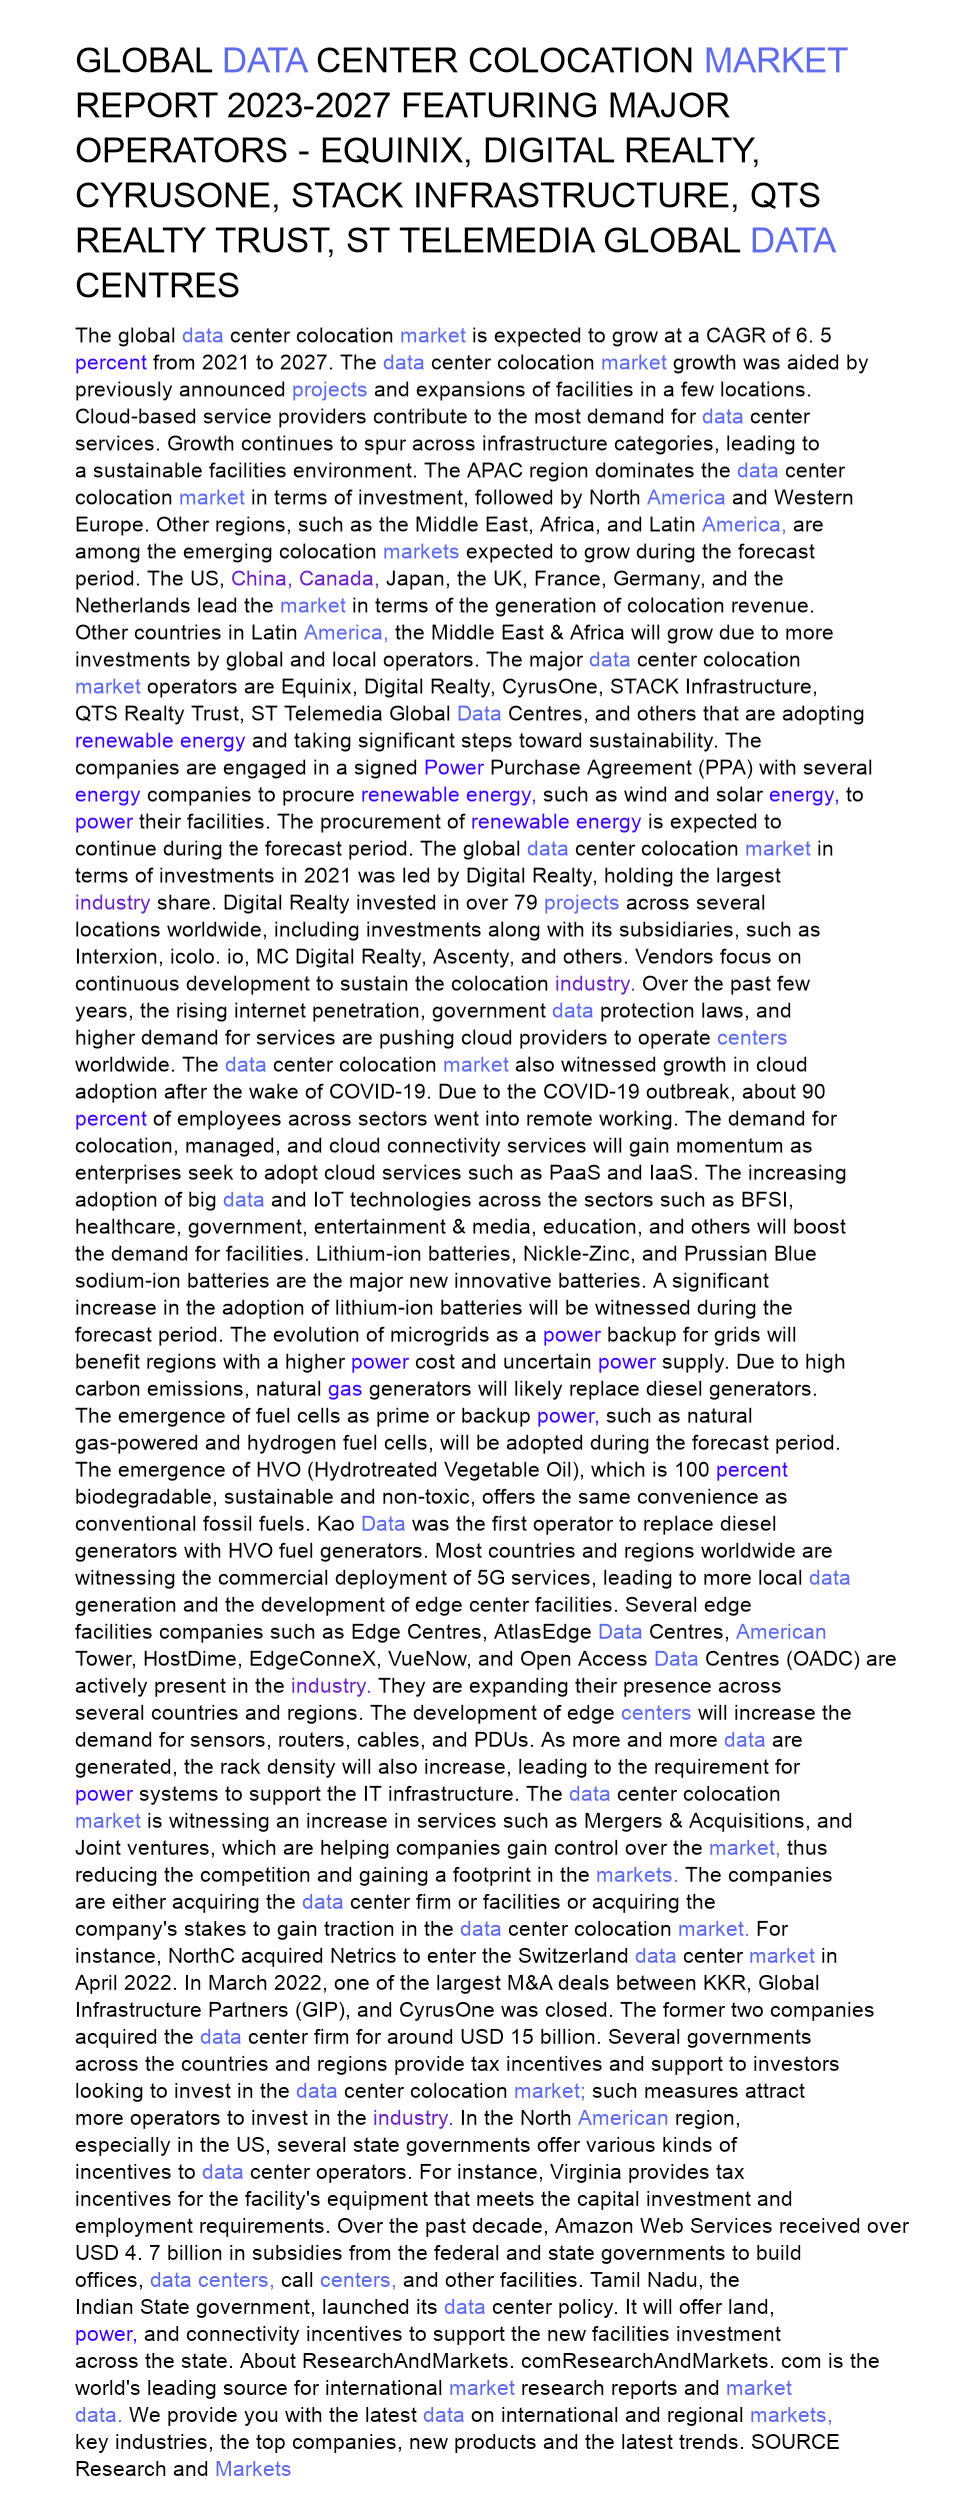 GLOBAL DATA CENTER COLOCATION MARKET
REPORT 2023-2027 FEATURING MAJOR
OPERATORS - EQUINIX, DIGITAL REALTY,
CYRUSONE, STACK INFRASTRUCTURE, QTS
REALTY TRUST, ST TELEMEDIA GLOBAL DATA
CENTRES
The global data center colocation market is expected to grow at a CAGR of 6. 5
percent from 2021 to 2027. The data center colocation market growth was aided by
previously announced projects and expansions of facilities in a few locations.
Cloud-based service providers contribute to the most demand for data center
services. Growth continues to spur across infrastructure categories, leading to
a sustainable facilities environment. The APAC region dominates the data center
colocation market in terms of investment, followed by North America and Western
Europe. Other regions, such as the Middle East, Africa, and Latin America, are
among the emerging colocation markets expected to grow during the forecast
period. The US, China, Canada, Japan, the UK, France, Germany, and the
Netherlands lead the market in terms of the generation of colocation revenue.
Other countries in Latin America, the Middle East & Africa will grow due to more
investments by global and local operators. The major data center colocation
market operators are Equinix, Digital Realty, CyrusOne, STACK Infrastructure,
QTS Realty Trust, ST Telemedia Global Data Centres, and others that are adopting
renewable energy and taking significant steps toward sustainability. The
companies are engaged in a signed Power Purchase Agreement (PPA) with several
energy companies to procure renewable energy, such as wind and solar energy, to
power their facilities. The procurement of renewable energy is expected to
continue during the forecast period. The global data center colocation market in
terms of investments in 2021 was led by Digital Realty, holding the largest
industry share. Digital Realty invested in over 79 projects across several
locations worldwide, including investments along with its subsidiaries, such as
Interxion, icolo. io, MC Digital Realty, Ascenty, and others. Vendors focus on
continuous development to sustain the colocation industry. Over the past few
years, the rising internet penetration, government data protection laws, and
higher demand for services are pushing cloud providers to operate centers
worldwide. The data center colocation market also witnessed growth in cloud
adoption after the wake of COVID-19. Due to the COVID-19 outbreak, about 90
percent of employees across sectors went into remote working. The demand for
colocation, managed, and cloud connectivity services will gain momentum as
enterprises seek to adopt cloud services such as PaaS and IaaS. The increasing
adoption of big data and IoT technologies across the sectors such as BFSI,
healthcare, government, entertainment & media, education, and others will boost
the demand for facilities. Lithium-ion batteries, Nickle-Zinc, and Prussian Blue
sodium-ion batteries are the major new innovative batteries. A significant
increase in the adoption of lithium-ion batteries will be witnessed during the
forecast period. The evolution of microgrids as a power backup for grids will
benefit regions with a higher power cost and uncertain power supply. Due to high
carbon emissions, natural gas generators will likely replace diesel generators.
The emergence of fuel cells as prime or backup power, such as natural
gas-powered and hydrogen fuel cells, will be adopted during the forecast period.
The emergence of HVO (Hydrotreated Vegetable Oil), which is 100 percent
biodegradable, sustainable and non-toxic, offers the same convenience as
conventional fossil fuels. Kao Data was the first operator to replace diesel
generators with HVO fuel generators. Most countries and regions worldwide are
witnessing the commercial deployment of 5G services, leading to more local data
generation and the development of edge center facilities. Several edge
facilities companies such as Edge Centres, AtlasEdge Data Centres, American
Tower, HostDime, EdgeConneX, VueNow, and Open Access Data Centres (OADC) are
actively present in the industry. They are expanding their presence across
several countries and regions. The development of edge centers will increase the
demand for sensors, routers, cables, and PDUs. As more and more data are
generated, the rack density will also increase, leading to the requirement for
power systems to support the IT infrastructure. The data center colocation
market is witnessing an increase in services such as Mergers & Acquisitions, and
Joint ventures, which are helping companies gain control over the market, thus
reducing the competition and gaining a footprint in the markets. The companies
are either acquiring the data center firm or facilities or acquiring the
company's stakes to gain traction in the data center colocation market. For
instance, NorthC acquired Netrics to enter the Switzerland data center market in
April 2022. In March 2022, one of the largest M&A deals between KKR, Global
Infrastructure Partners (GIP), and CyrusOne was closed. The former two companies
acquired the data center firm for around USD 15 billion. Several governments
across the countries and regions provide tax incentives and support to investors
looking to invest in the data center colocation market; such measures attract
more operators to invest in the industry. In the North American region,
especially in the US, several state governments offer various kinds of
incentives to data center operators. For instance, Virginia provides tax
incentives for the facility's equipment that meets the capital investment and
employment requirements. Over the past decade, Amazon Web Services received over
USD 4. 7 billion in subsidies from the federal and state governments to build
offices, data centers, call centers, and other facilities. Tamil Nadu, the
Indian State government, launched its data center policy. It will offer land,
power, and connectivity incentives to support the new facilities investment
across the state. About ResearchAndMarkets. comResearchAndMarkets. com is the
world's leading source for international market research reports and market
data. We provide you with the latest data on international and regional markets,
key industries, the top companies, new products and the latest trends. SOURCE
Research and Markets